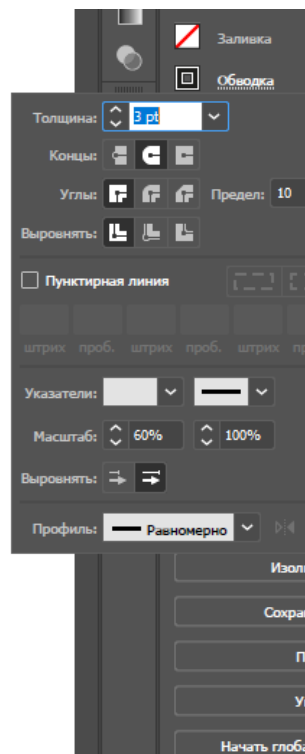 Заливка
Обводка
Толщина: 3 pt
Концы:
Углы: Предел: 10
Выровнять:
Пунктирная линия
штрих проб. штрих проб. штрих
Указатели:
Масштаб: 60% 100%
Выровнять:
Профиль: Равномерно
Изол
Сохра
П
У
Начать глоб